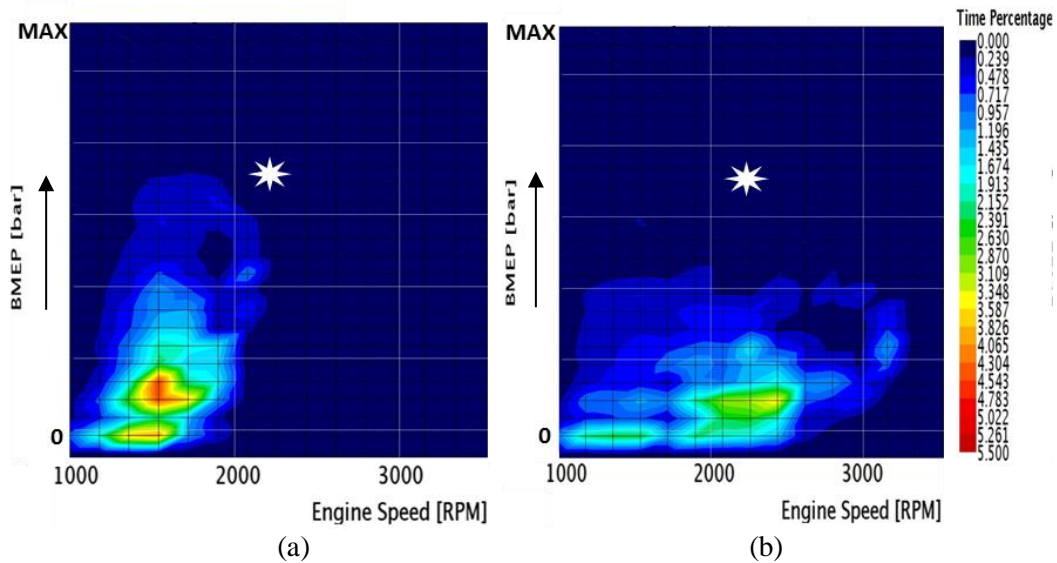 MAX
BMEP [bar]
0
1000 2000 3000
Engine Speed [RPM]
(a)
MAX
BMEP [bar]
0
1000 2000 3000
Engine Speed [RPM]
(b)
Time Percentage
0.000
0.239
0.478
0.717
0.957
1.196
1.435
1.674
1.913
2.152
2.391
2.630
2.870
3.109
3.348
3.587
3.826
4.065
4.304
4.543
4.783
5.022
5.261
5.500